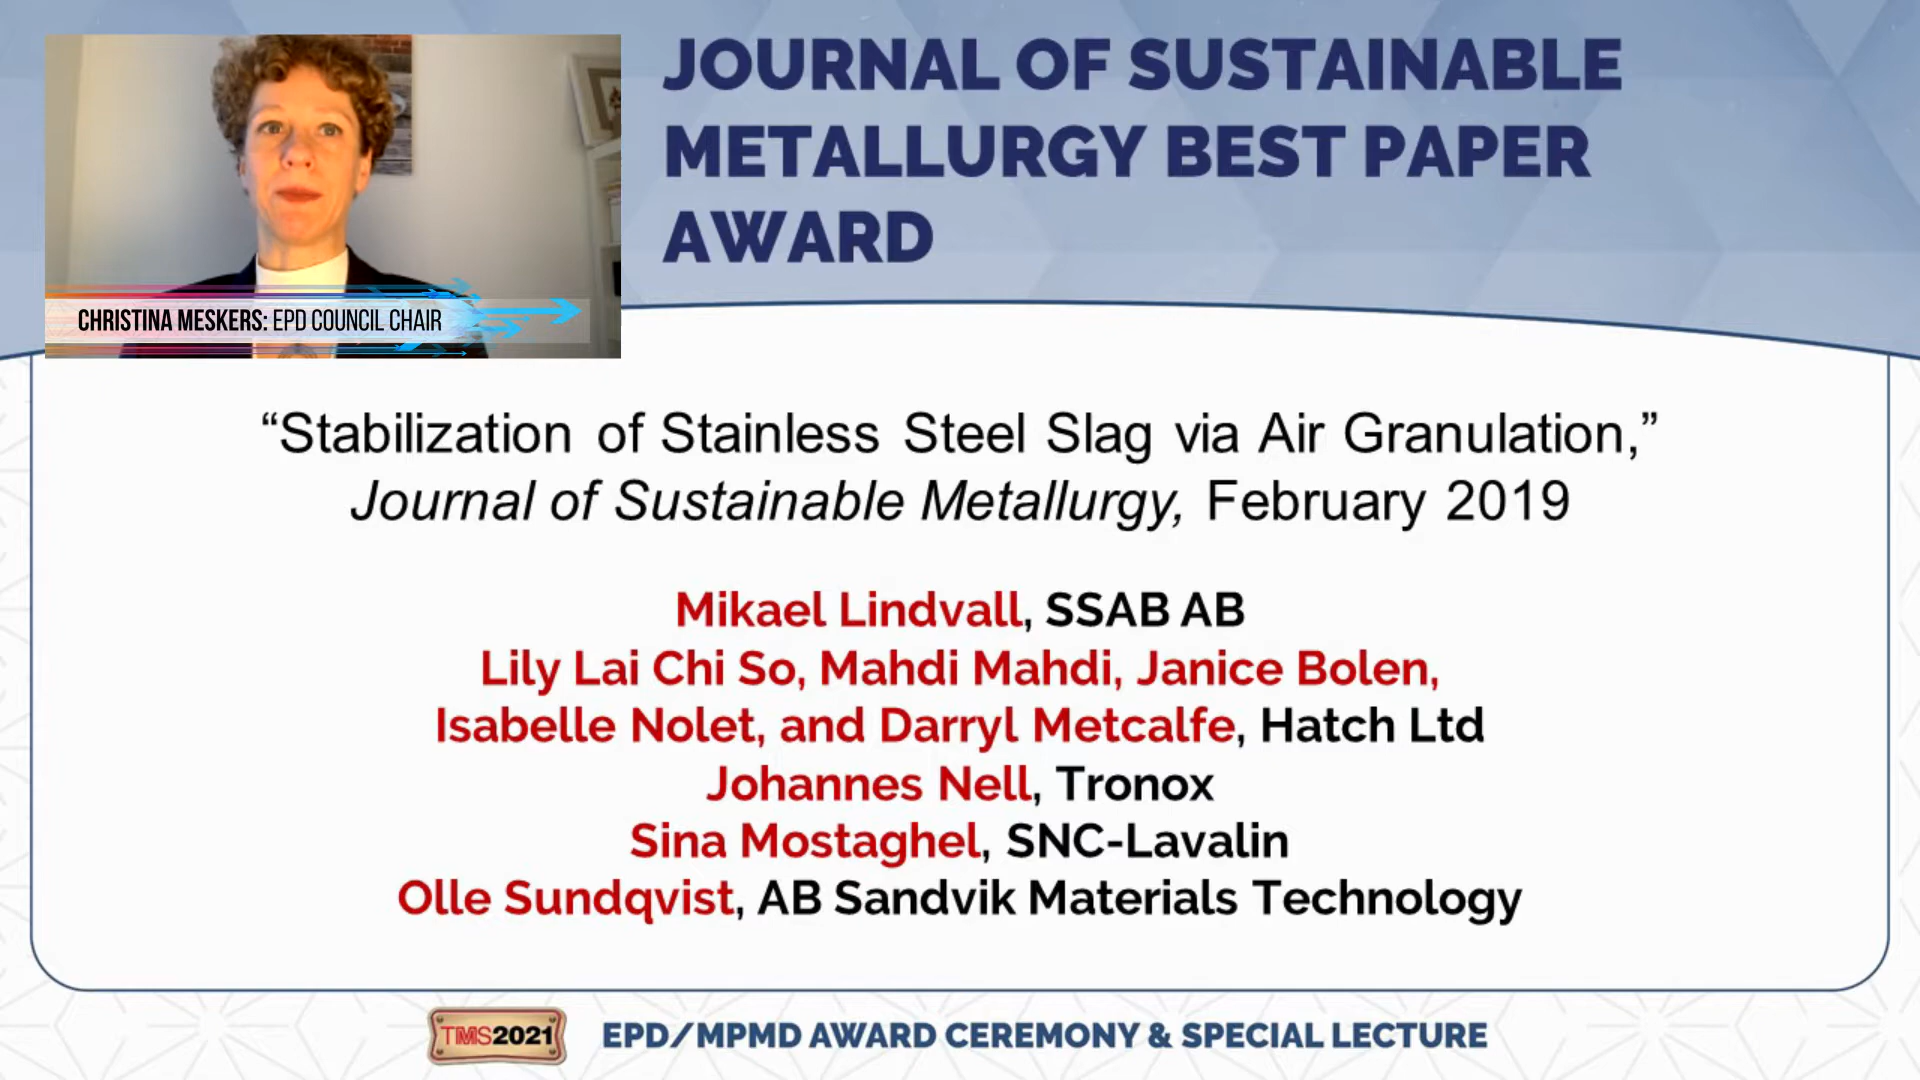 JOURNAL OF SUSTAINABLE
METALLURGY BEST PAPER
AWARD
CHRISTINA MESKERS: EPD COUNCIL CHAIR
“Stabilization of Stainless Steel Slag via Air Granulation,”
Journal of Sustainable Metallurgy, February 2019
Mikael Lindvall, SSAB AB
Lily Lai Chi So, Mahdi Mahdi, Janice Bolen,
Isabelle Nolet, and Darryl Metcalfe, Hatch Ltd
Johannes Nell, Tronox
Sina Mostaghel, SNC-Lavalin
Olle Sundqvist, AB Sandvik Materials Technology
TMS2021
EPD/MPMD AWARD CEREMONY & SPECIAL LECTURE